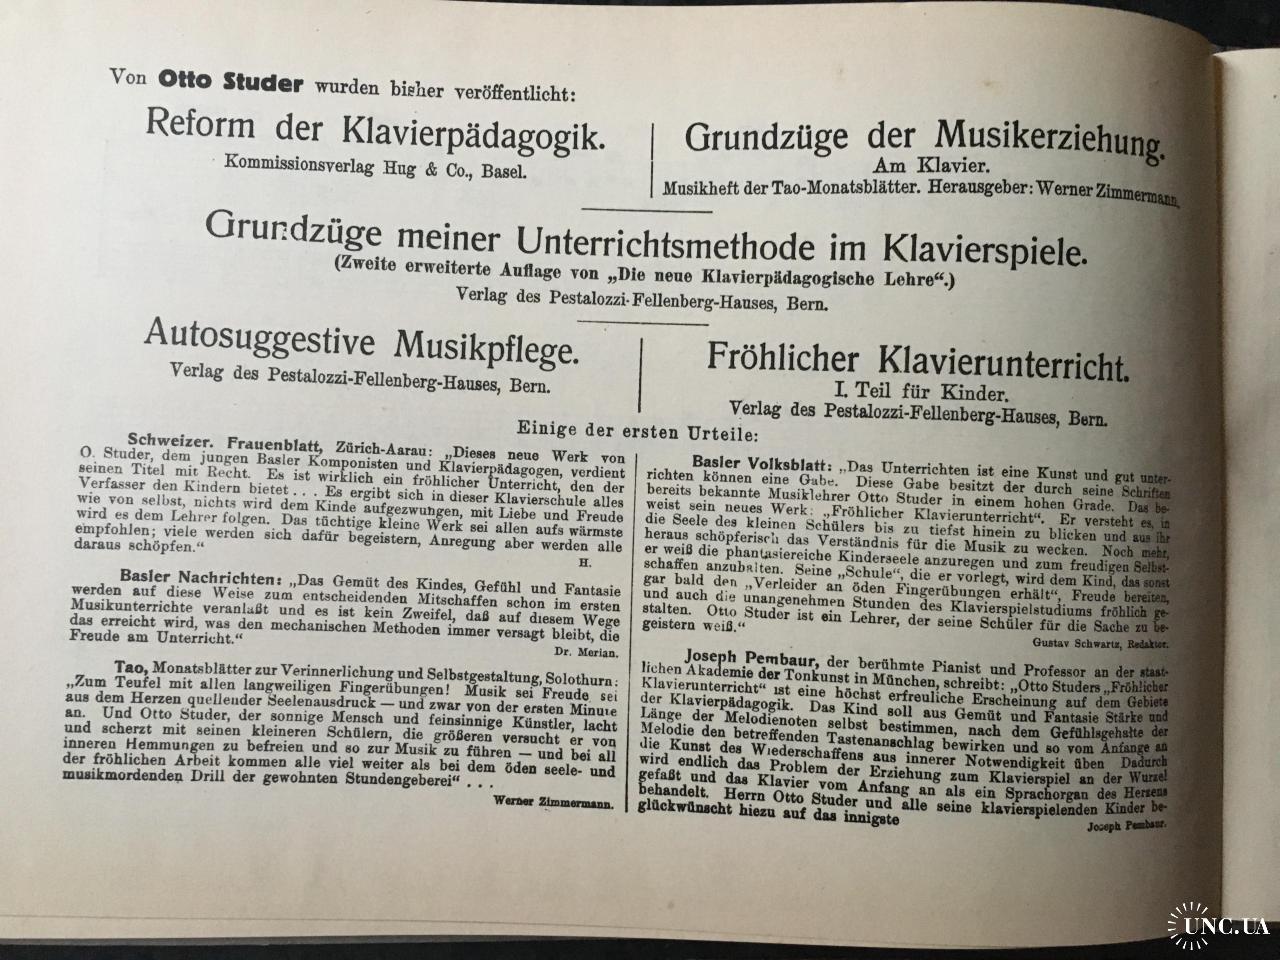 Von Otto Studer wurden bisher veröffentlicht:
Reform der Klavierpädagogik.
Kommissionsverlag Hug & Co., Basel.
Grundzüge der Musikerziehung.
Am Klavier.
Musikheft der Tao-Monatsblätter. Herausgeber: Werner Zimmermann.
Grundzüge meiner Unterrichtsmethode im Klavierspiele.
(Zweite erweiterte Auflage von „Die neue Klavierpädagogische Lehre“.)
Verlag des Pestalozzi-Fellenberg-Hauses, Bern.
Autosuggestive Musikpflege.
Verlag des Pestalozzi-Fellenberg-Hauses, Bern.
Fröhlicher Klavierunterricht.
I. Teil für Kinder.
Verlag des Pestalozzi-Fellenberg-Hauses, Bern.
Einige der ersten Urteile:
Schweizer. Frauenblatt, Zürich-Aarau: „Dieses neue Werk von
O. Studer, dem jungen Basler Komponisten und Klavierpädagogen, verdient
seinen Titel mit Recht. Es ist wirklich ein fröhlicher Unterricht, den der
Verfasser den Kindern bietet . . . Es ergibt sich in dieser Klavierschule alles
wie von selbst, nichts wird dem Kinde aufgezwungen, mit Liebe und Freude
wird es dem Lehrer folgen. Das tüchtige kleine Werk sei allen aufs wärmste
empfohlen; viele werden sich dafür begeistern, Anregung aber werden alle
daraus schöpfen.“
H.
Basler Nachrichten: „Das Gemüt des Kindes, Gefühl und Fantasie
werden auf diese Weise zum entscheidenden Mitschaffen schon im ersten
Musikunterrichte veranlaßt und es ist kein Zweifel, daß auf diesem Wege
das erreicht wird, was den mechanischen Methoden immer versagt bleibt, die
Freude am Unterricht.“
Dr. Merian.
Tao, Monatsblätter zur Verinnerlichung und Selbstgestaltung, Solothurn:
„Zum Teufel mit allen langweiligen Fingerübungen! Musik sei Freude sei
aus dem Herzen quellender Seelenausdruck — und zwar von der ersten Minute
an. Und Otto Studer, der sonnige Mensch und feinsinnige Künstler, lacht
und scherzt mit seinen kleineren Schülern, die größeren versucht er von
inneren Hemmungen zu befreien und so zur Musik zu führen — und bei all
der fröhlichen Arbeit kommen alle viel weiter als bei dem öden seele- und
musikmordenden Drill der gewohnten Stundengeberei“ . . .
Werner Zimmermann.
Basler Volksblatt: „Das Unterrichten ist eine Kunst und gut unter-
richten können eine Gabe. Diese Gabe besitzt der durch seine Schriften
bereits bekannte Musiklehrer Otto Studer in einem hohen Grade. Das be-
weist sein neues Werk: „Fröhlicher Klavierunterricht“. Er versteht es, in
die Seele des kleinen Schülers bis zu tiefst hinein zu blicken und aus ihr
heraus schöpferisch das Verständnis für die Musik zu wecken. Noch mehr,
er weiß die phantasiereiche Kinderseele anzuregen und zum freudigen Selbst-
schaffen anzuhalten. Seine „Schule“, die er vorlegt, wird dem Kind, das sonst
gar bald den „Verleider an öden Fingerübungen erhält“, Freude bereiten,
und auch die unangenehmen Stunden des Klavierspielstudiums fröhlich ge-
stalten. Otto Studer ist ein Lehrer, der seine Schüler für die Sache zu be-
geistern weiß.“
Gustav Schwartz, Redaktor.
Joseph Pembaur, der berühmte Pianist und Professor an der staat-
lichen Akademie der Tonkunst in München, schreibt: „Otto Studers „Fröhlicher
Klavierunterricht“ ist eine höchst erfreuliche Erscheinung auf dem Gebiete
der Klavierpädagogik. Das Kind soll aus Gemüt und Fantasie Stärke und
Länge der Melodienoten selbst bestimmen, nach dem Gefühlsgehalte der
Melodie den betreffenden Tastenanschlag bewirken und so vom Anfange an
die Kunst des Wiederschaffens aus innerer Notwendigkeit üben Dadurch
wird endlich das Problem der Erziehung zum Klavierspiel an der Wurzel
gefaßt und das Klavier vom Anfang an als ein Sprachorgan des Herzens
behandelt. Herrn Otto Studer und alle seine klavierspielenden Kinder be-
glückwünscht hiezu auf das innigste
Joseph Pembaur.
UNC.UA